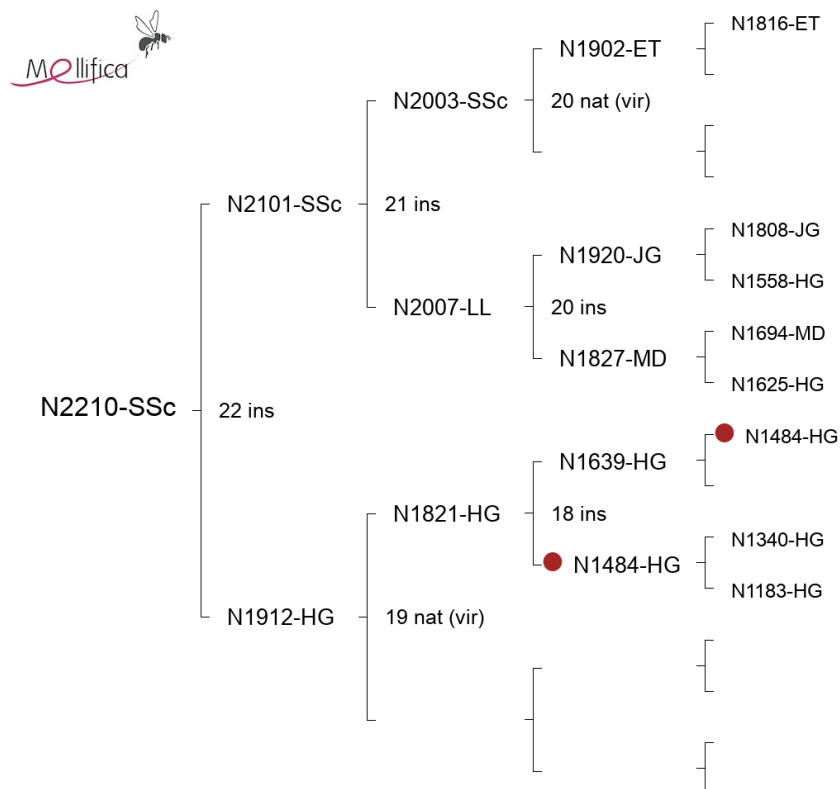 Mellifica
N1816-ET
N1902-ET
N2003-SSc
20 nat (vir)
N2101-SSc
21 ins
N1808-JG
N1920-JG
N1558-HG
N2007-LL
20 ins
N1694-MD
N1827-MD
N1625-HG
N2210-SSc
22 ins
N1484-HG
N1639-HG
N1821-HG
18 ins
N1340-HG
N1484-HG
N1183-HG
N1912-HG
19 nat (vir)